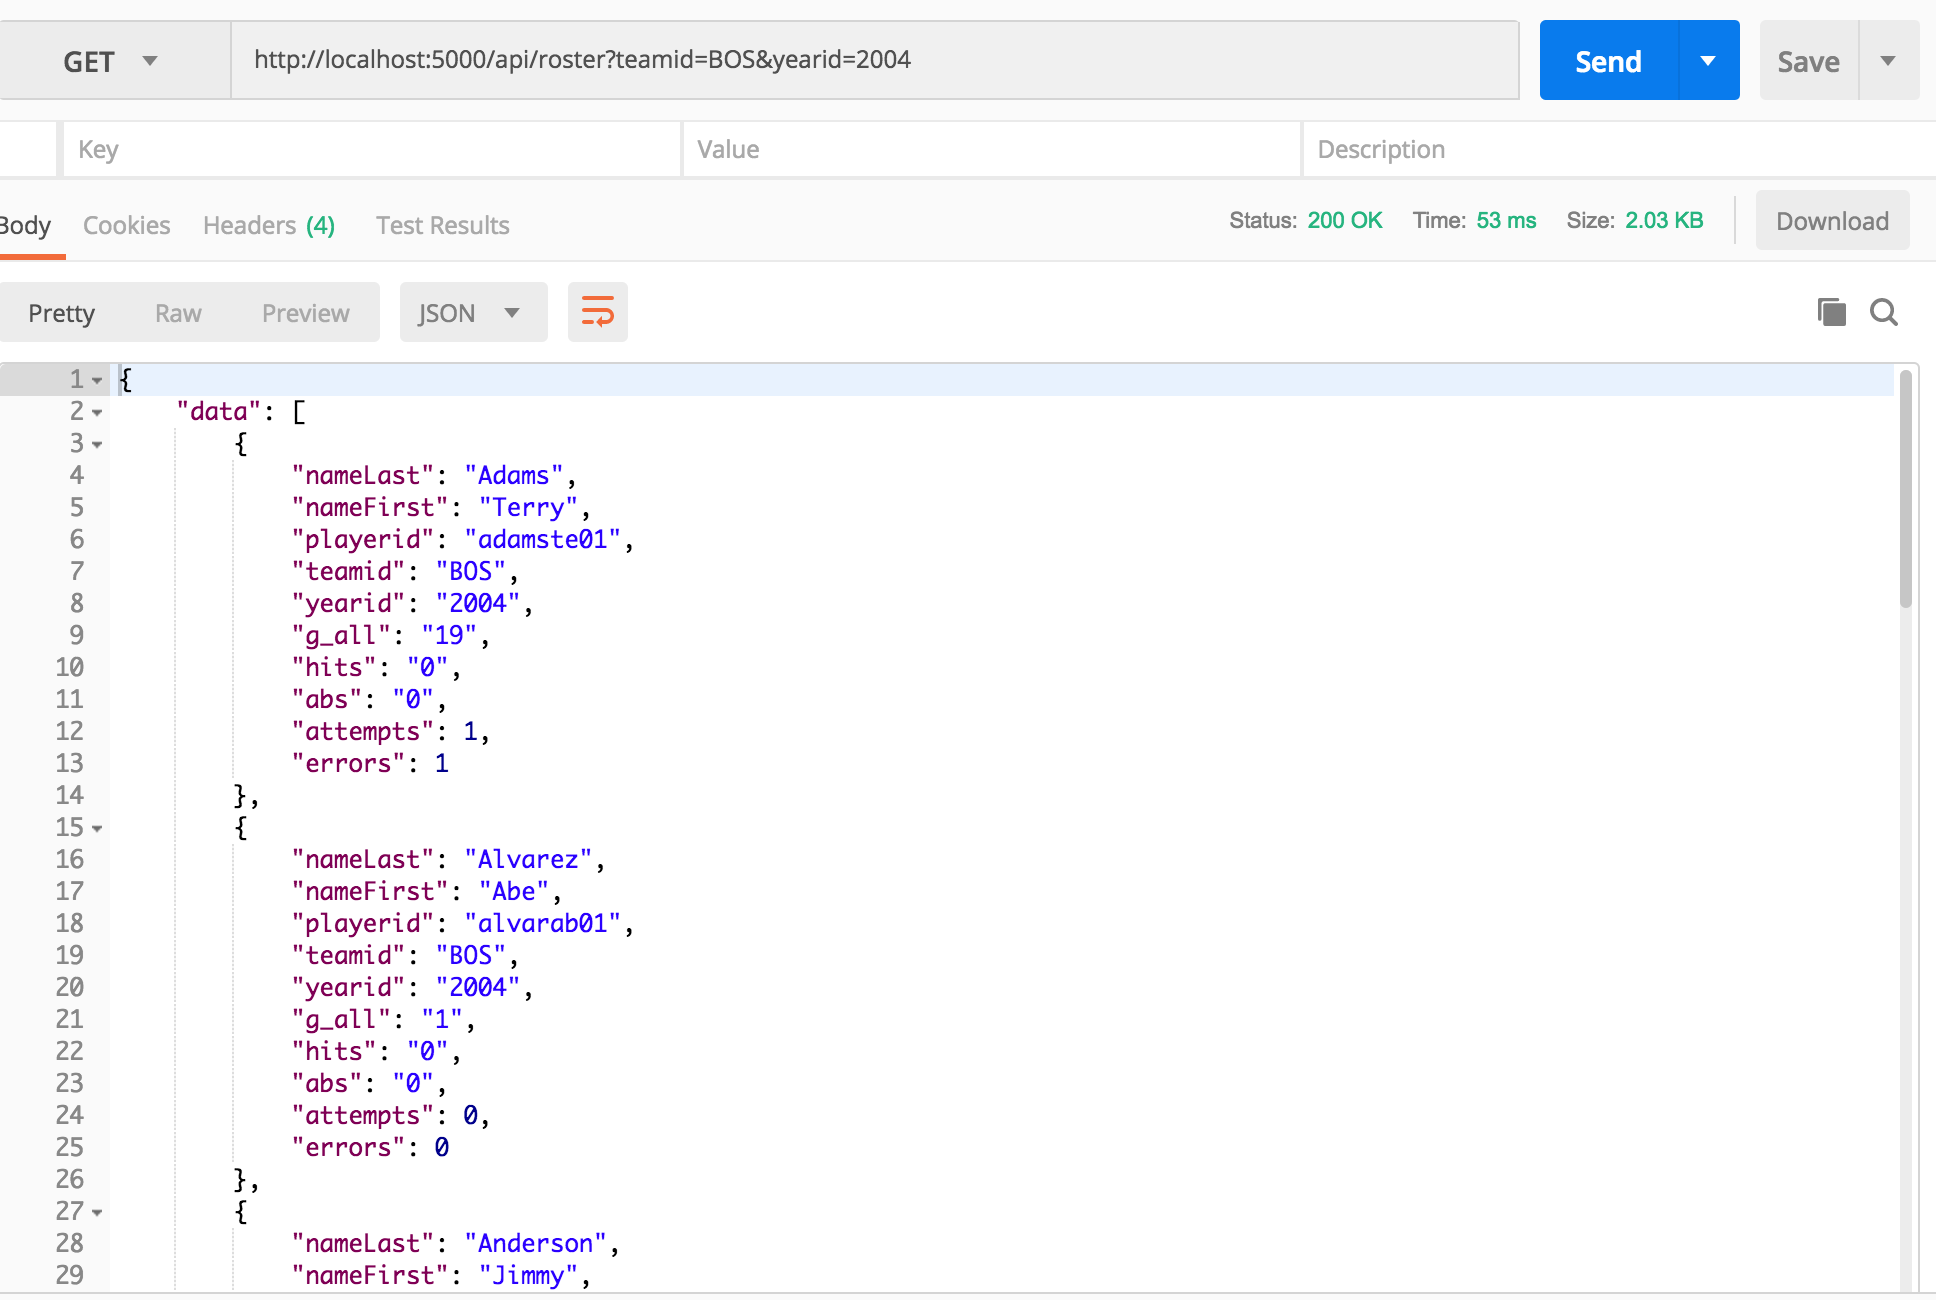 GET http://localhost:5000/api/roster?teamid=BOS&yearid=2004 Send Save
Key Value Description
Body Cookies Headers (4) Test Results Status: 200 OK Time: 53 ms Size: 2.03 KB Download
Pretty Raw Preview JSON
1 {
2 "data": [
3 {
4 "nameLast": "Adams",
5 "nameFirst": "Terry",
6 "playerid": "adamste01",
7 "teamid": "BOS",
8 "yearid": "2004",
9 "g_all": "19",
10 "hits": "0",
11 "abs": "0",
12 "attempts": 1,
13 "errors": 1
14 },
15 {
16 "nameLast": "Alvarez",
17 "nameFirst": "Abe",
18 "playerid": "alvarab01",
19 "teamid": "BOS",
20 "yearid": "2004",
21 "g_all": "1",
22 "hits": "0",
23 "abs": "0",
24 "attempts": 0,
25 "errors": 0
26 },
27 {
28 "nameLast": "Anderson",
29 "nameFirst": "Jimmy",